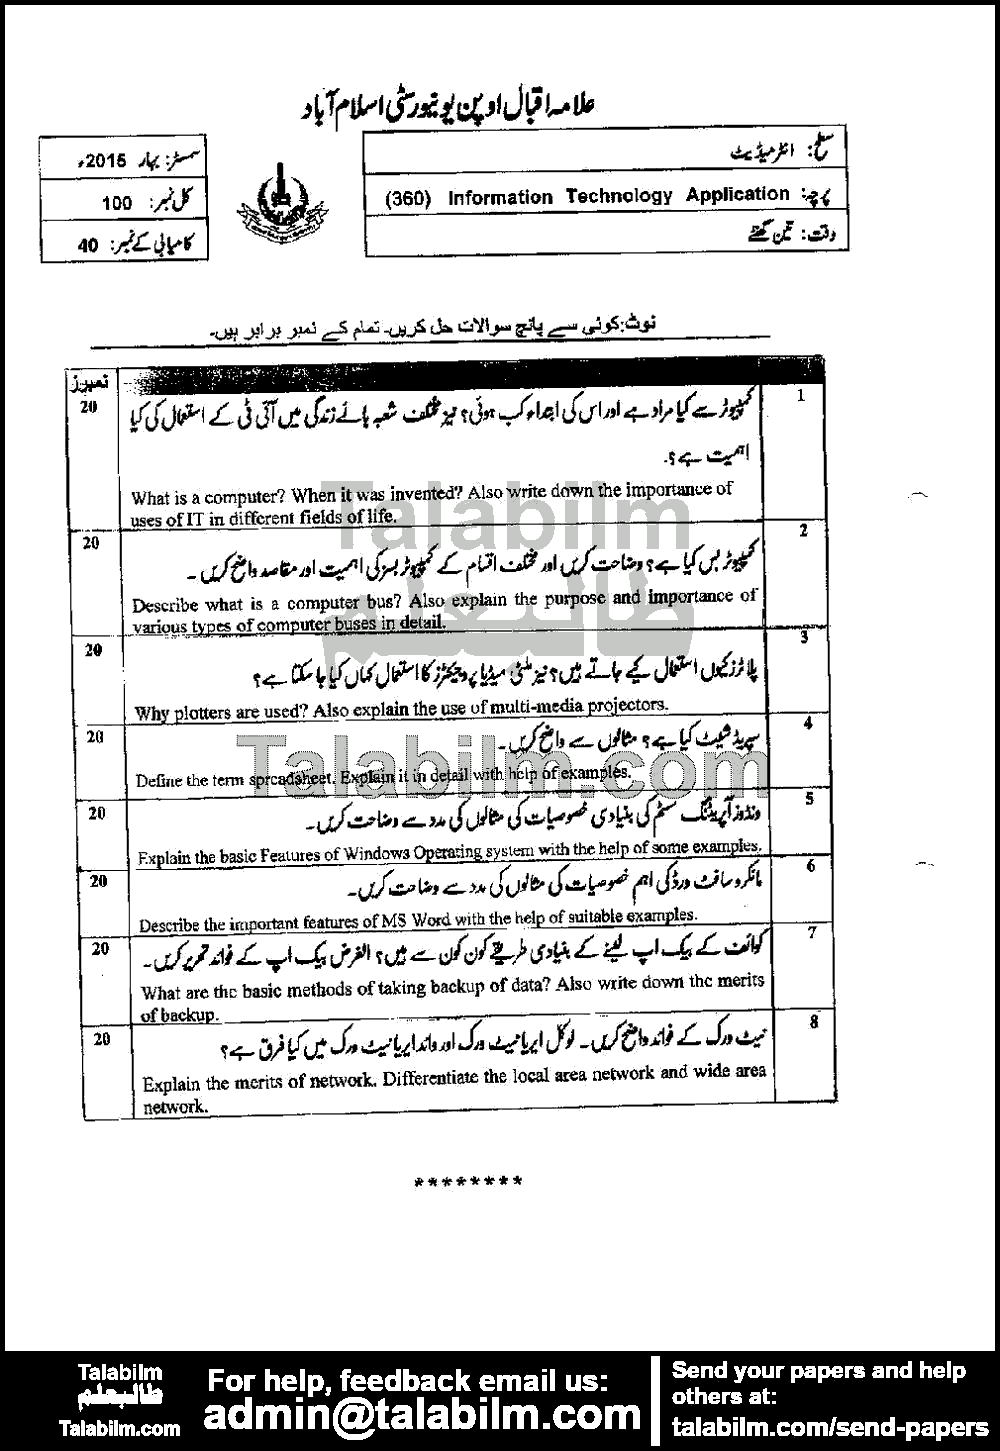 علامہ اقبال اوپن یونیورسٹی اسلام آباد
سطح: انٹرمیڈیٹ
پرچہ: Information Technology Application (360)
وقت: تین گھنٹے
سمسٹر: بہار 2015ء
کل نمبر: 100
کامیابی کے نمبر: 40
نوٹ: کوئی سے پانچ سوالات حل کریں۔ تمام کے نمبر برابر ہیں۔
نمبرز
1
کمپیوٹر سے کیا مراد ہے اور اس کی ابتداء کب ہوئی؟ نیز مختلف شعبہ ہائے زندگی میں آئی ٹی کے استعمال کی کیا
اہمیت ہے؟
What is a computer? When it was invented? Also write down the importance of
uses of IT in different fields of life.
20
2
کمپیوٹر بس کیا ہے؟ وضاحت کریں اور مختلف اقسام کے کمپیوٹر بسز کی اہمیت اور مقاصد واضح کریں۔
Describe what is a computer bus? Also explain the purpose and importance of
various types of computer buses in detail.
20
3
پلاٹرز کیوں استعمال کیے جاتے ہیں؟ نیز ملٹی میڈیا پروجیکٹرز کا استعمال کہاں کیا جا سکتا ہے؟
Why plotters are used? Also explain the use of multi-media projectors.
20
4
سپریڈ شیٹ کیا ہے؟ مثالوں سے واضح کریں۔
Define the term spreadsheet. Explain it in detail with help of examples.
20
5
ونڈوز آپریٹنگ سسٹم کی بنیادی خصوصیات کی مثالوں کی مدد سے وضاحت کریں۔
Explain the basic Features of Windows Operating system with the help of some examples.
20
6
مائکرو سافٹ ورڈ کی اہم خصوصیات کی مثالوں کی مدد سے وضاحت کریں۔
Describe the important features of MS Word with the help of suitable examples.
20
7
کوائف کے بیک اپ لینے کے بنیادی طریقے کون کون سے ہیں؟ الغرض بیک اپ کے فوائد تحریر کریں۔
What are the basic methods of taking backup of data? Also write down the merits
of backup.
20
8
نیٹ ورک کے فوائد واضح کریں۔ لوکل ایریا نیٹ ورک اور وائڈ ایریا نیٹ ورک میں کیا فرق ہے؟
Explain the merits of network. Differentiate the local area network and wide area
network.
20
********
Talabilm
طالبعلم
Talabilm.com
Talabilm
طالبعلم
Talabilm.com
For help, feedback email us:
admin@talabilm.com
Send your papers and help
others at:
talabilm.com/send-papers